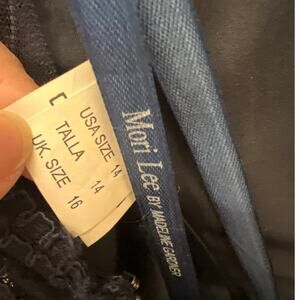 USA SIZE 14
TALLA 14
UK. SIZE 16
Mori Lee BY MADELINE GARDNER